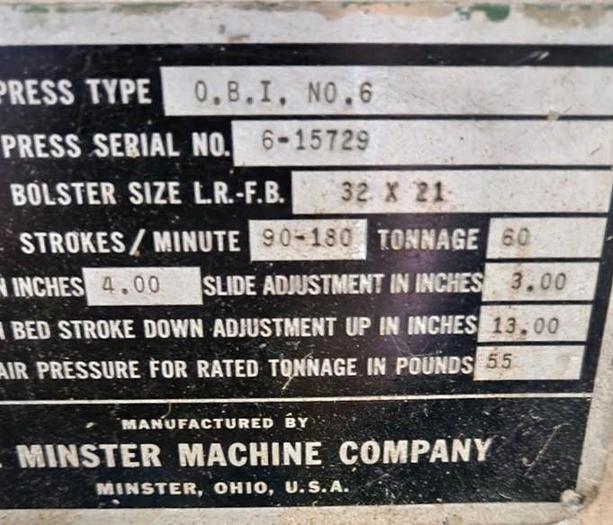 PRESS TYPE O.B.I. NO.6
PRESS SERIAL NO. 6-15729
BOLSTER SIZE L.R.-F.B. 32 X 21
STROKES/MINUTE 90-180 TONNAGE 60
INCHES 4.00 SLIDE ADJUSTMENT IN INCHES 3.00
BED STROKE DOWN ADJUSTMENT UP IN INCHES 13.00
AIR PRESSURE FOR RATED TONNAGE IN POUNDS 55
MANUFACTURED BY
MINSTER MACHINE COMPANY
MINSTER, OHIO, U.S.A.